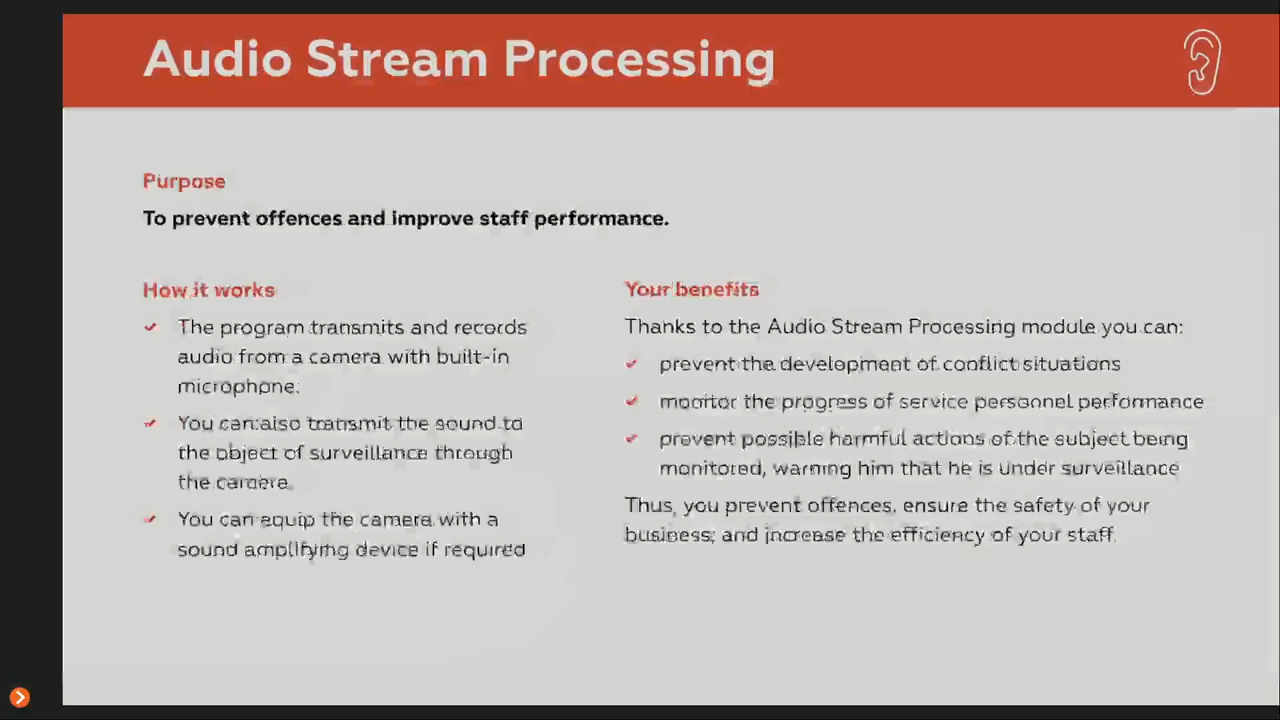 Audio Stream Processing
Purpose
To prevent offences and improve staff performance.
How it works
The program transmits and records
audio from a camera with built-in
microphone.
You can also transmit the sound to
the object of surveillance through
the camera.
You can equip the camera with a
sound amplifying device if required
Your benefits
Thanks to the Audio Stream Processing module you can:
prevent the development of conflict situations
monitor the progress of service personnel performance
prevent possible harmful actions of the subject being
monitored, warning him that he is under surveillance
Thus, you prevent offences, ensure the safety of your
business, and increase the efficiency of your staff.